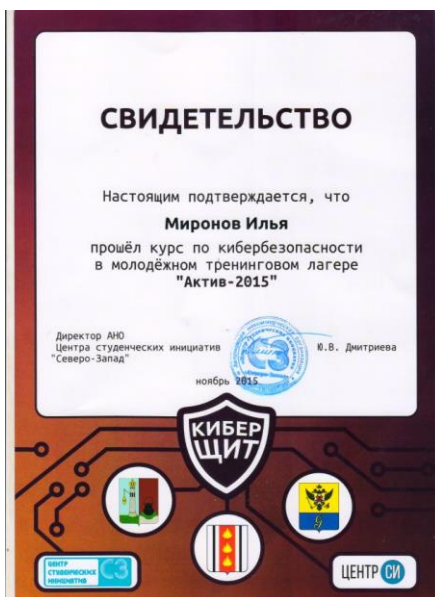 СВИДЕТЕЛЬСТВО
Настоящим подтверждается, что
Миронов Илья
прошёл курс по кибербезопасности
в молодёжном тренинговом лагере
"Актив-2015"
Директор АНО
Центра студенческих инициатив
"Северо-Запад"
Ю.В. Дмитриева
СЗ
ноябрь 2015
КИБЕР
ЩИТ
ЦЕНТР
СТУДЕНЧЕСКИХ
ИНИЦИАТИВ
СЗ
ЦЕНТР СИ